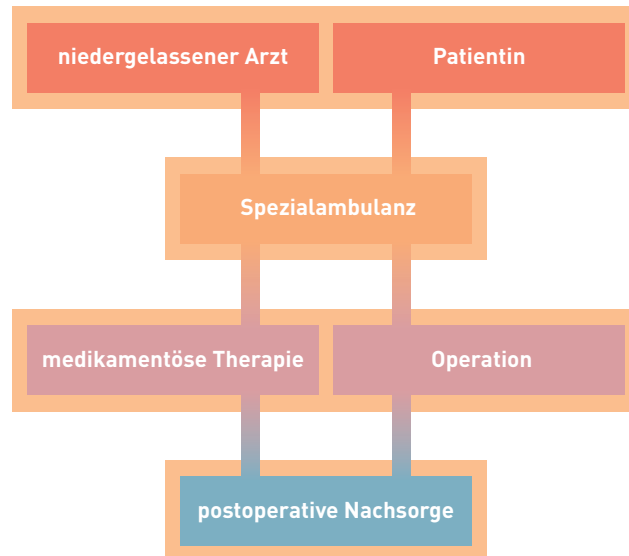 niedergelassener Arzt
Patientin
Spezialambulanz
medikamentöse Therapie
Operation
postoperative Nachsorge